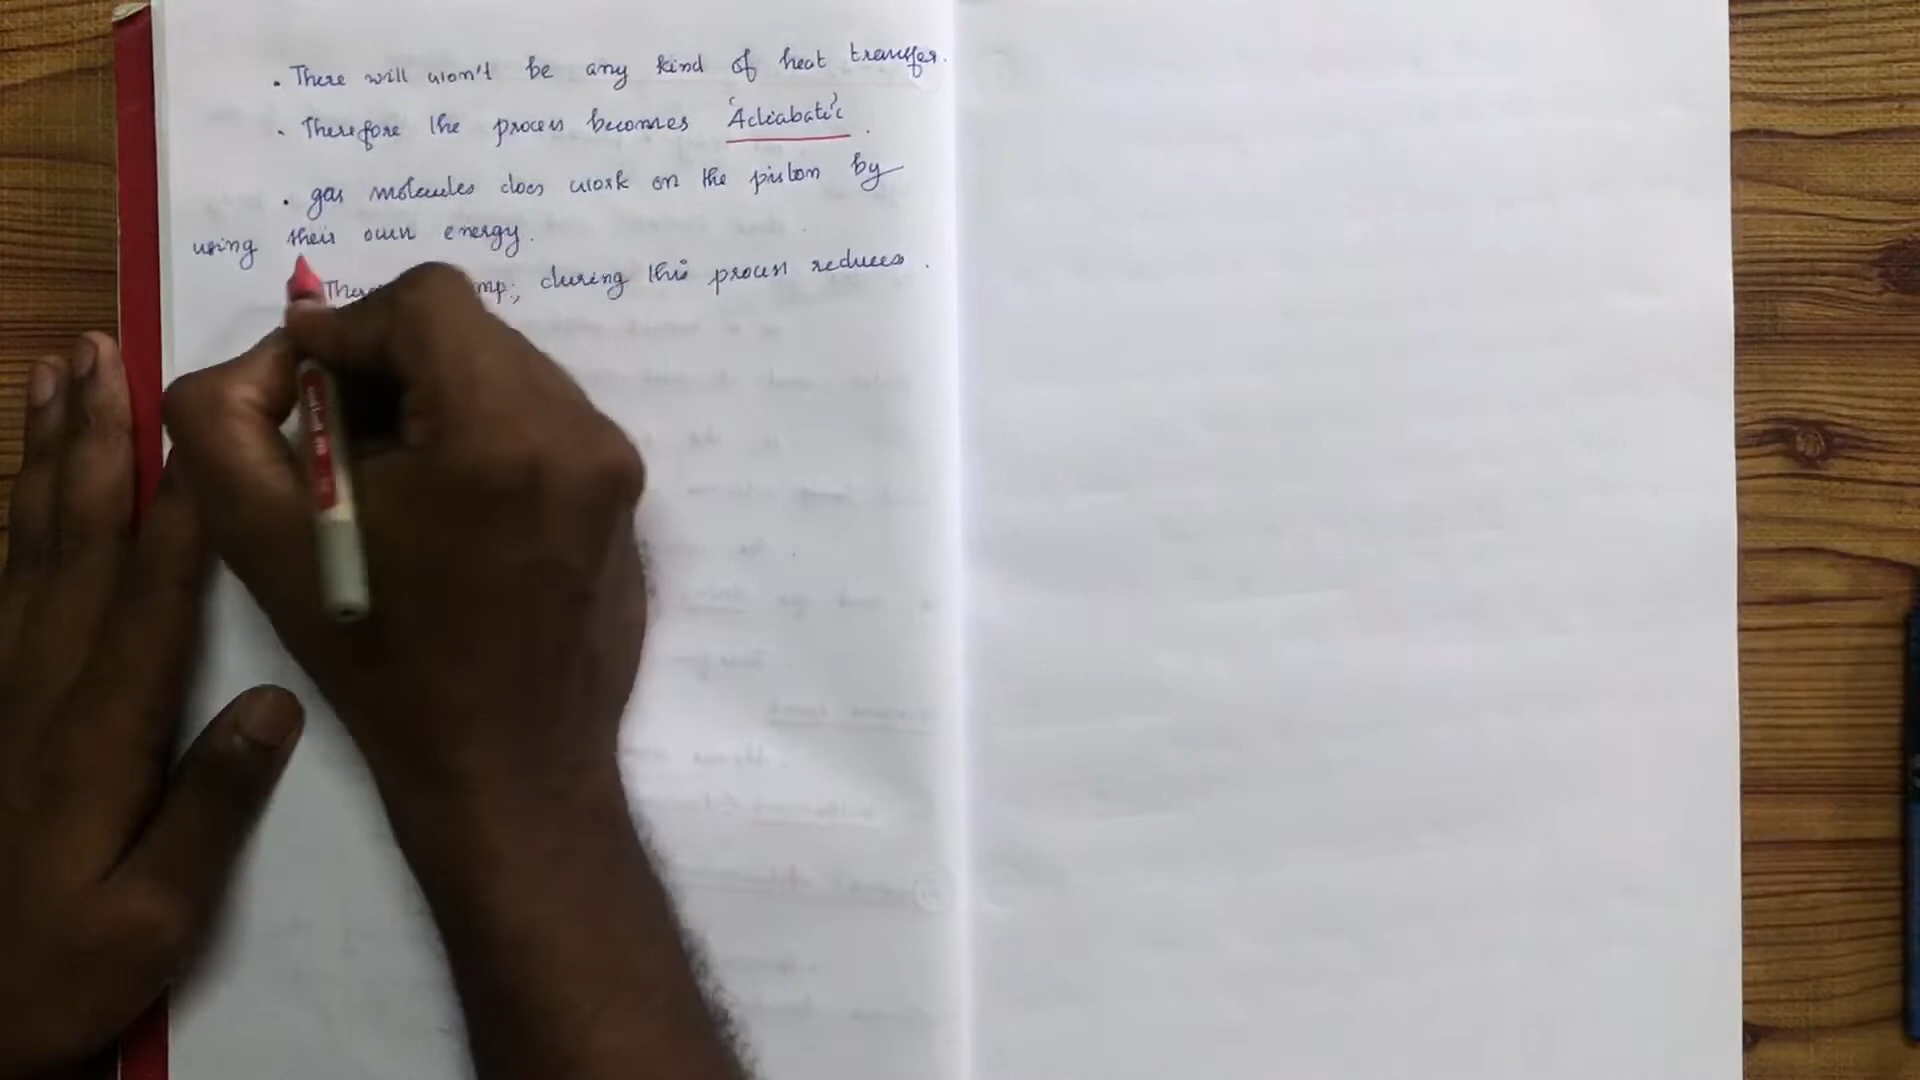 . There will won't be any kind of heat transfer.
. Therefore the process becomes 'Adiabatic' .
. gas molecules does work on the piston by
using their own energy.
during this process reduces .